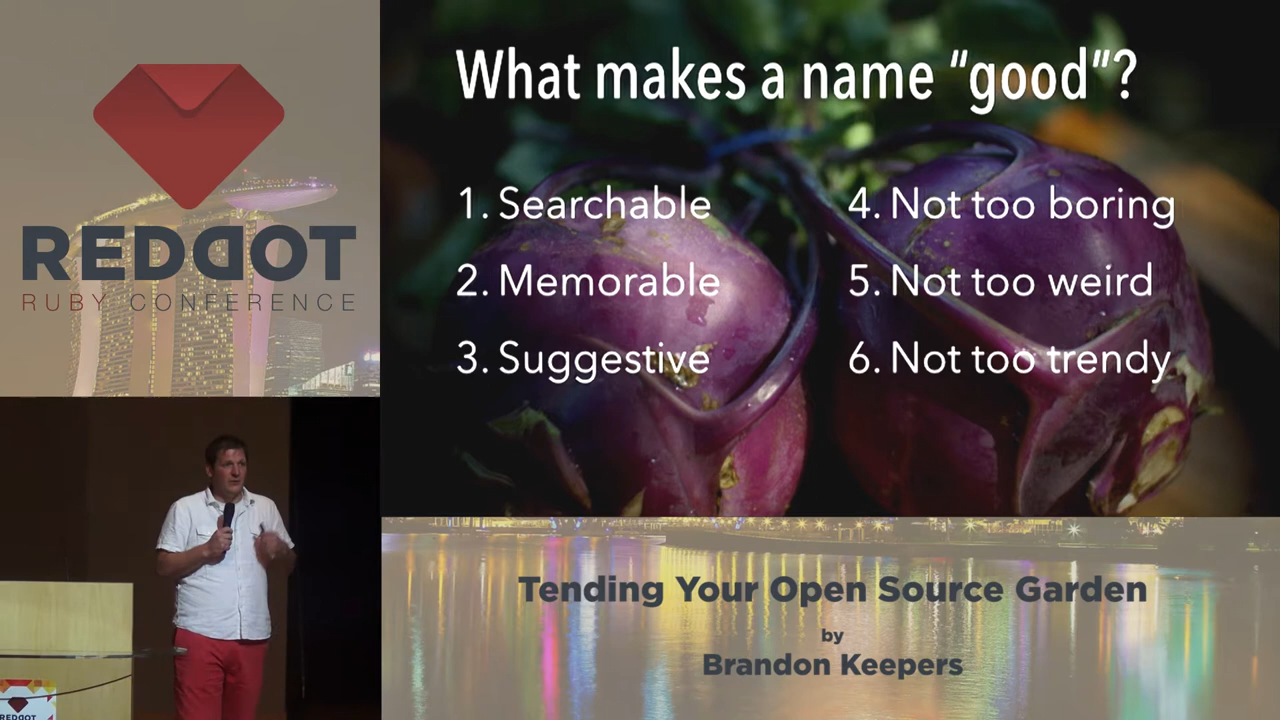 REDDOT
RUBY CONFERENCE
What makes a name “good“?
1. Searchable
2. Memorable
3. Suggestive
4. Not too boring
5. Not too weird
6. Not too trendy
Tending Your Open Source Garden
by
Brandon Keepers
REDDOT